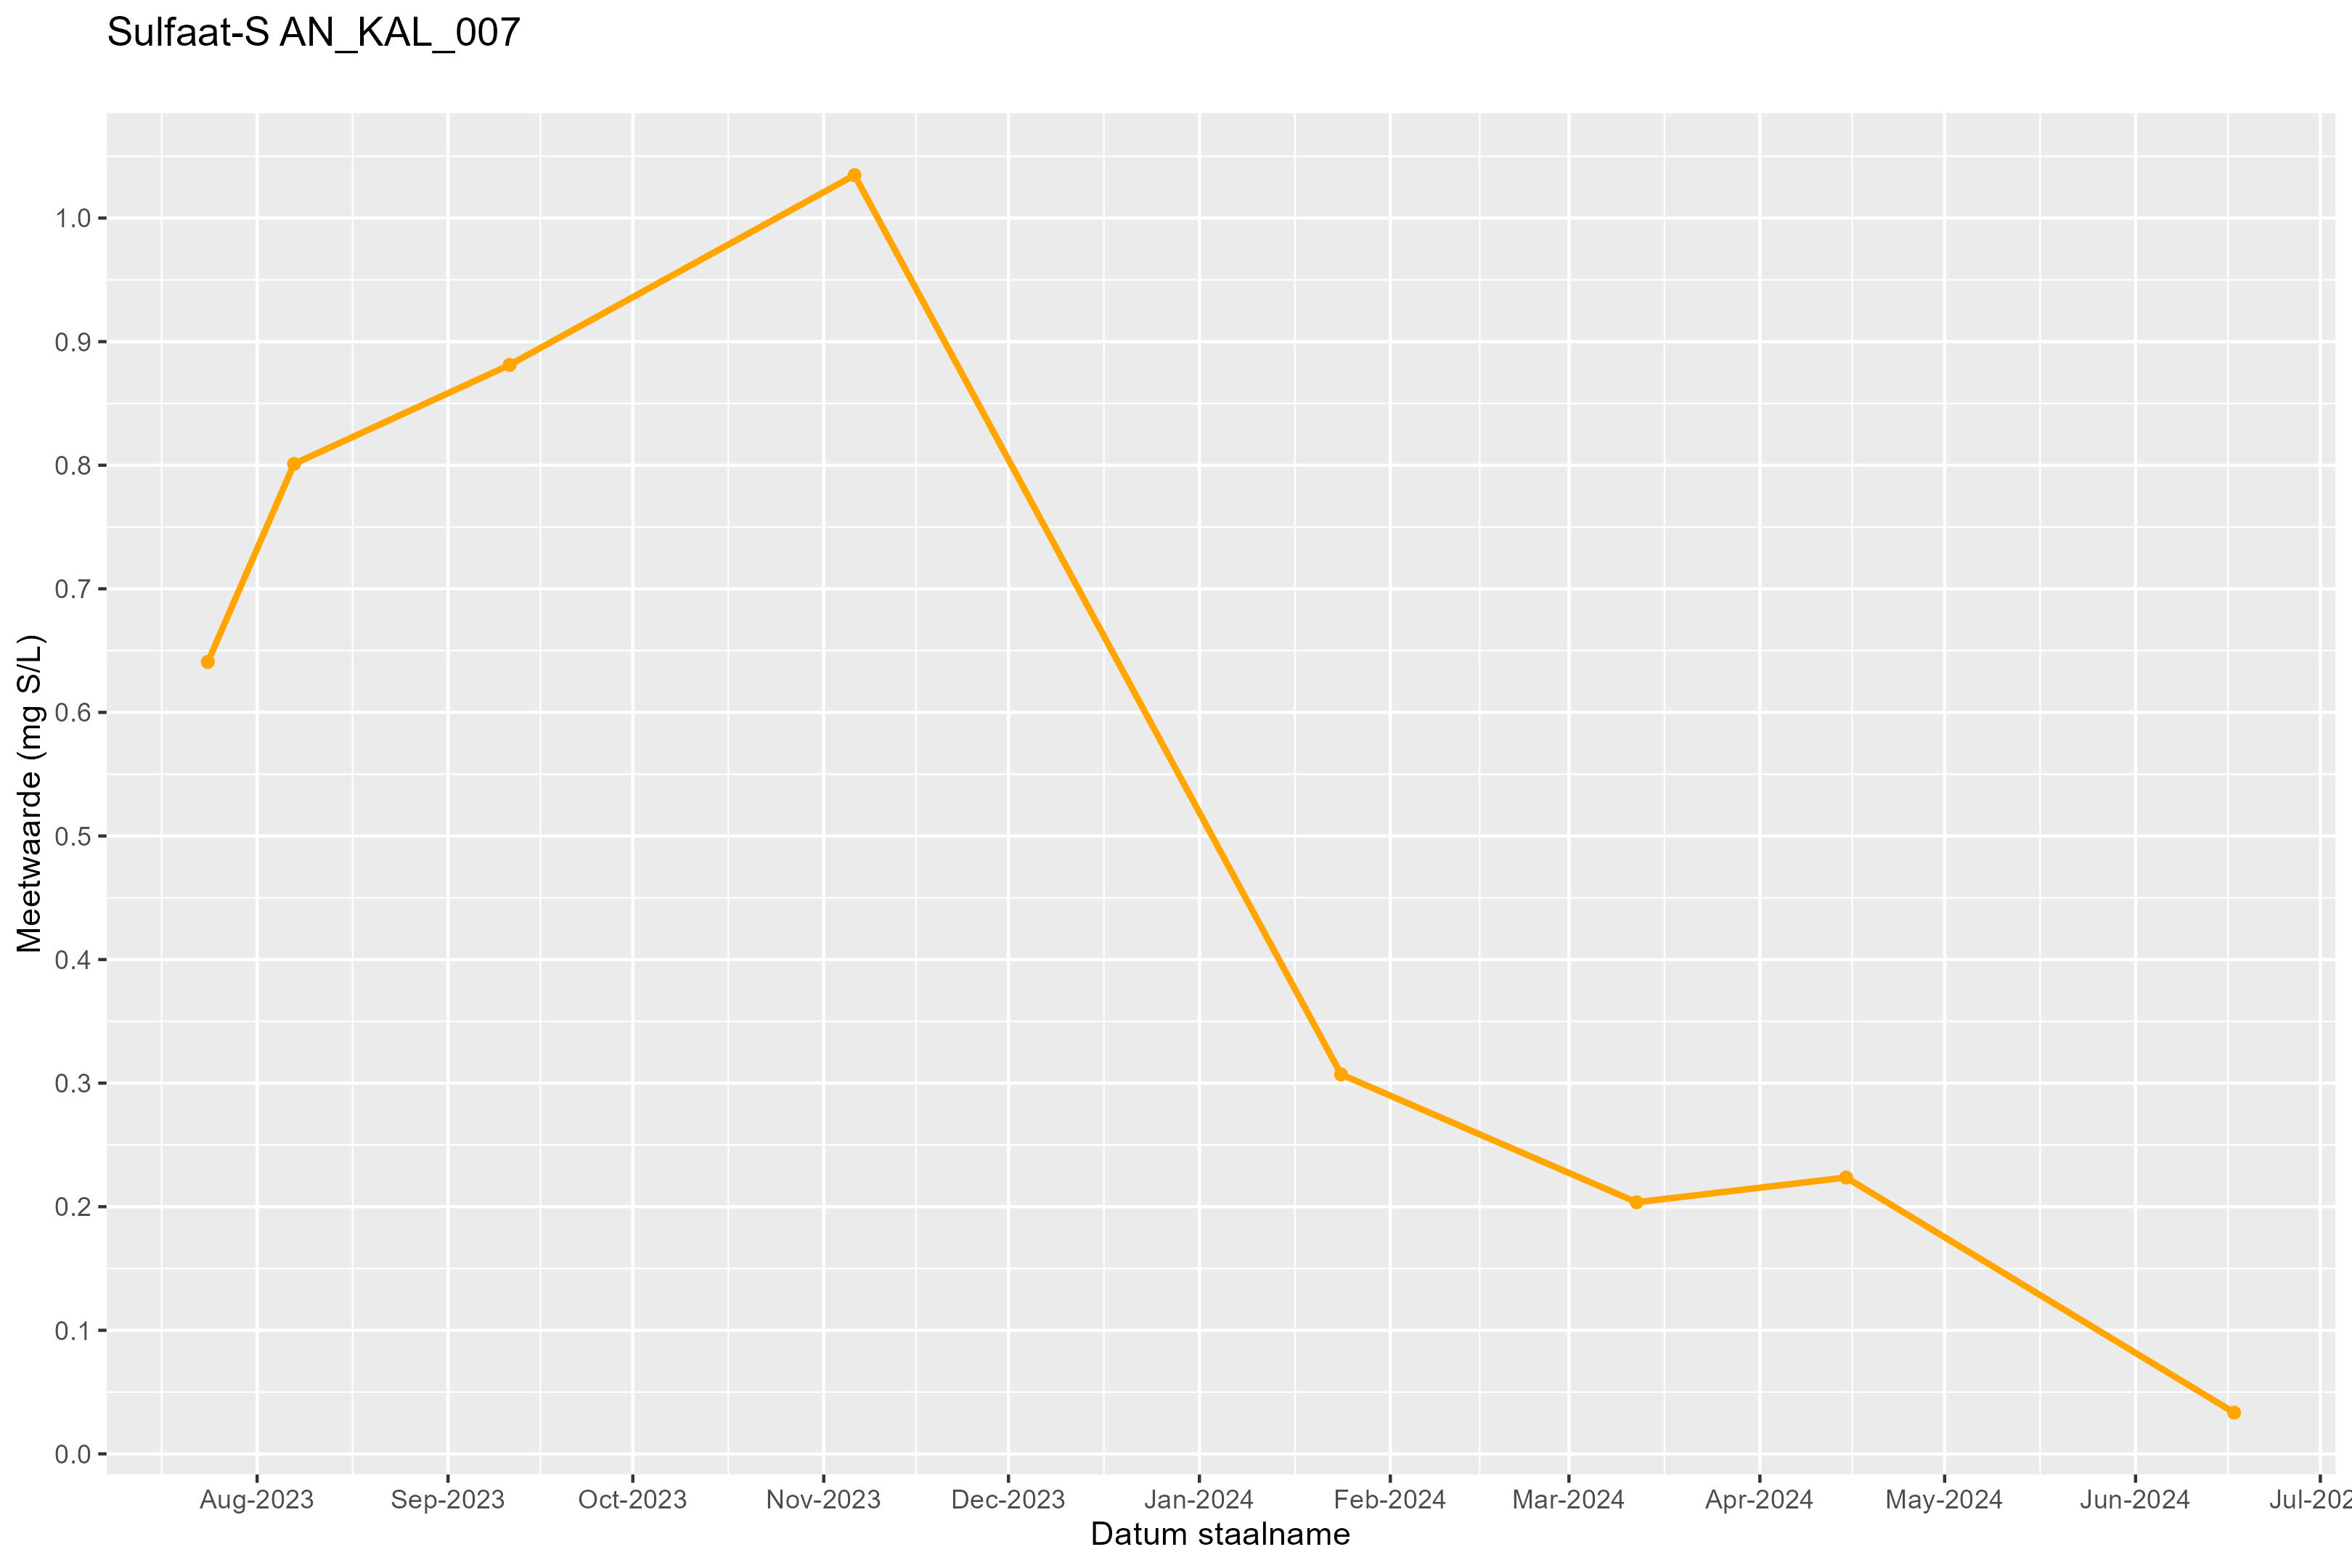 Sulfaat-S AN_KAL_007
Meetwaarde (mg S/L)
1.0
0.9
0.8
0.7
0.6
0.5
0.4
0.3
0.2
0.1
0.0
Aug-2023 Sep-2023 Oct-2023 Nov-2023 Dec-2023 Jan-2024 Feb-2024 Mar-2024 Apr-2024 May-2024 Jun-2024 Jul-202
Datum staalname